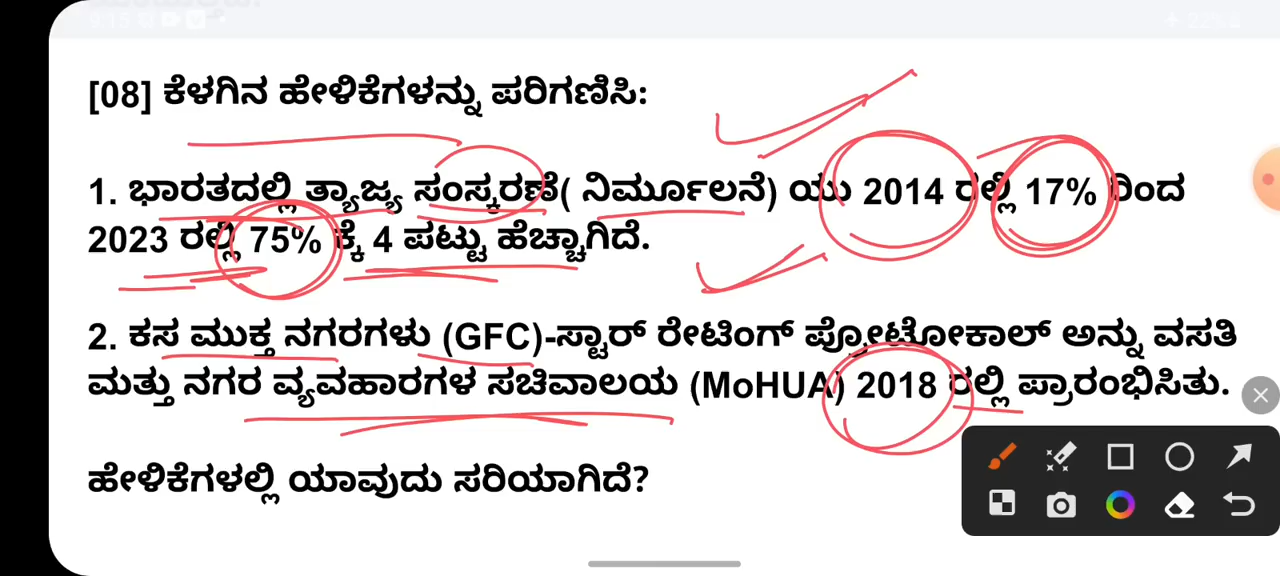 [08] ಕೆಳಗಿನ ಹೇಳಿಕೆಗಳನ್ನು ಪರಿಗಣಿಸಿ:
1. ಭಾರತದಲ್ಲಿ ತ್ಯಾಜ್ಯ ಸಂಸ್ಕರಣೆ( ನಿರ್ಮೂಲನೆ) ಯು 2014 ರಲ್ಲಿ 17% ರಿಂದ
2023 ರಲ್ಲಿ 75% ಕ್ಕೆ 4 ಪಟ್ಟು ಹೆಚ್ಚಾಗಿದೆ.
2. ಕಸ ಮುಕ್ತ ನಗರಗಳು (GFC)-ಸ್ಟಾರ್ ರೇಟಿಂಗ್ ಪ್ರೋಟೋಕಾಲ್ ಅನ್ನು ವಸತಿ
ಮತ್ತು ನಗರ ವ್ಯವಹಾರಗಳ ಸಚಿವಾಲಯ (MoHUA) 2018 ರಲ್ಲಿ ಪ್ರಾರಂಭಿಸಿತು.
ಹೇಳಿಕೆಗಳಲ್ಲಿ ಯಾವುದು ಸರಿಯಾಗಿದೆ?